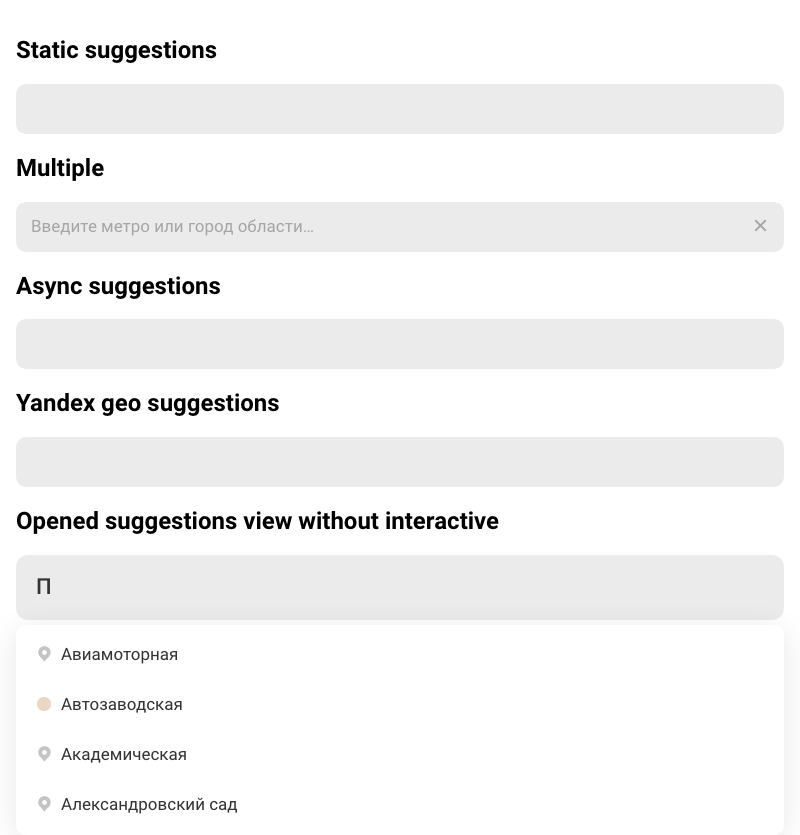 Static suggestions
Multiple
Введите метро или город области...
Async suggestions
Yandex geo suggestions
Opened suggestions view without interactive
П
Авиамоторная
Автозаводская
Академическая
Александровский сад